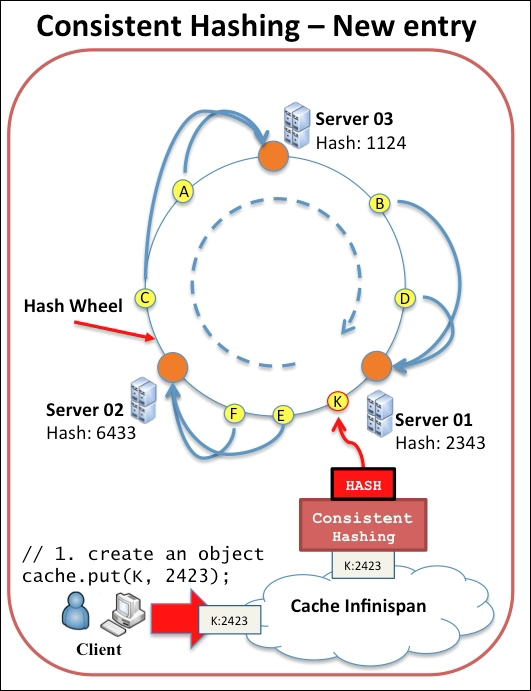 Consistent Hashing – New entry
Server 03
Hash: 1124
A
B
C
D
Hash Wheel
Server 02
Hash: 6433
F
E
K
Server 01
Hash: 2343
HASH
Consistent
Hashing
K:2423
// 1. create an object
cache.put(K, 2423);
Cache Infinispan
K:2423
Client